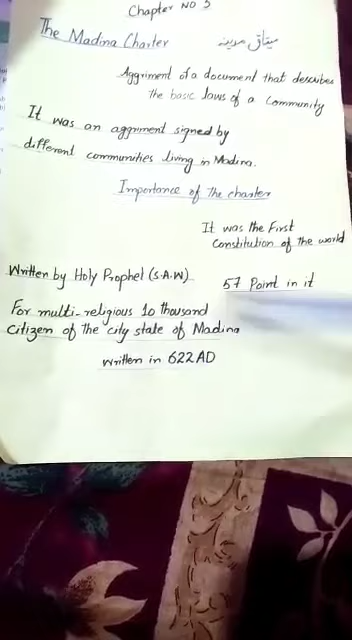 Chapter NO 5
The Madina Charter میثاق مدینہ
Aggriment of a document that describes
the basic laws of a Community
It was an aggriment signed by
different communities living in Madina.
Importance of the charter
It was the First
Constitution of the world
Written by Holy Prophet (S.A.W)
57 Point in it
For multi-religious 10 thousand
Citizen of the city state of Madina
written in 622 AD